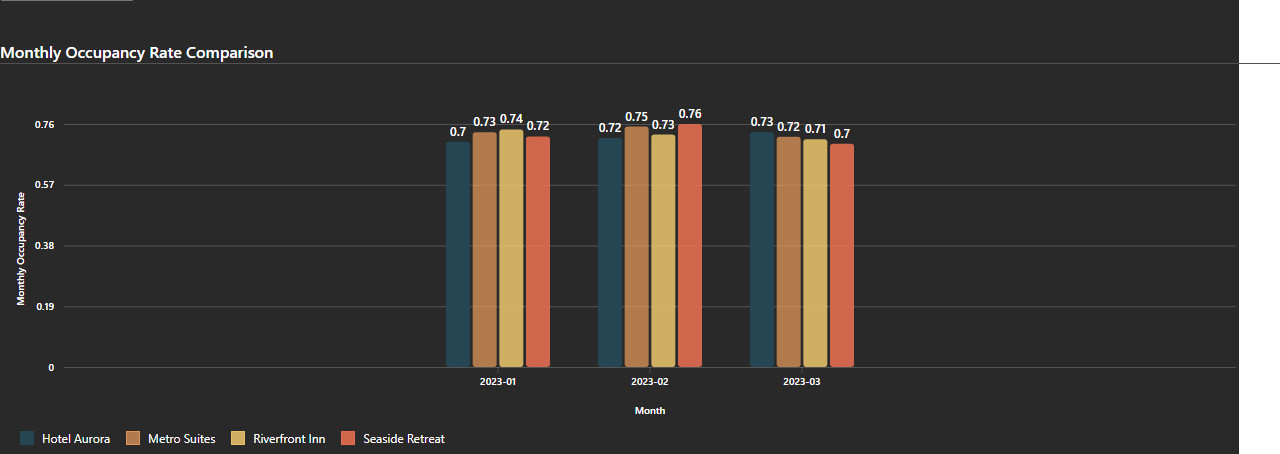 Monthly Occupancy Rate Comparison
0.76
0.57
0.38
0.19
0
Monthly Occupancy Rate
0.7
0.73
0.74
0.72
0.72
0.75
0.73
0.76
0.73
0.72
0.71
0.7
2023-01
2023-02
2023-03
Month
Hotel Aurora
Metro Suites
Riverfront Inn
Seaside Retreat